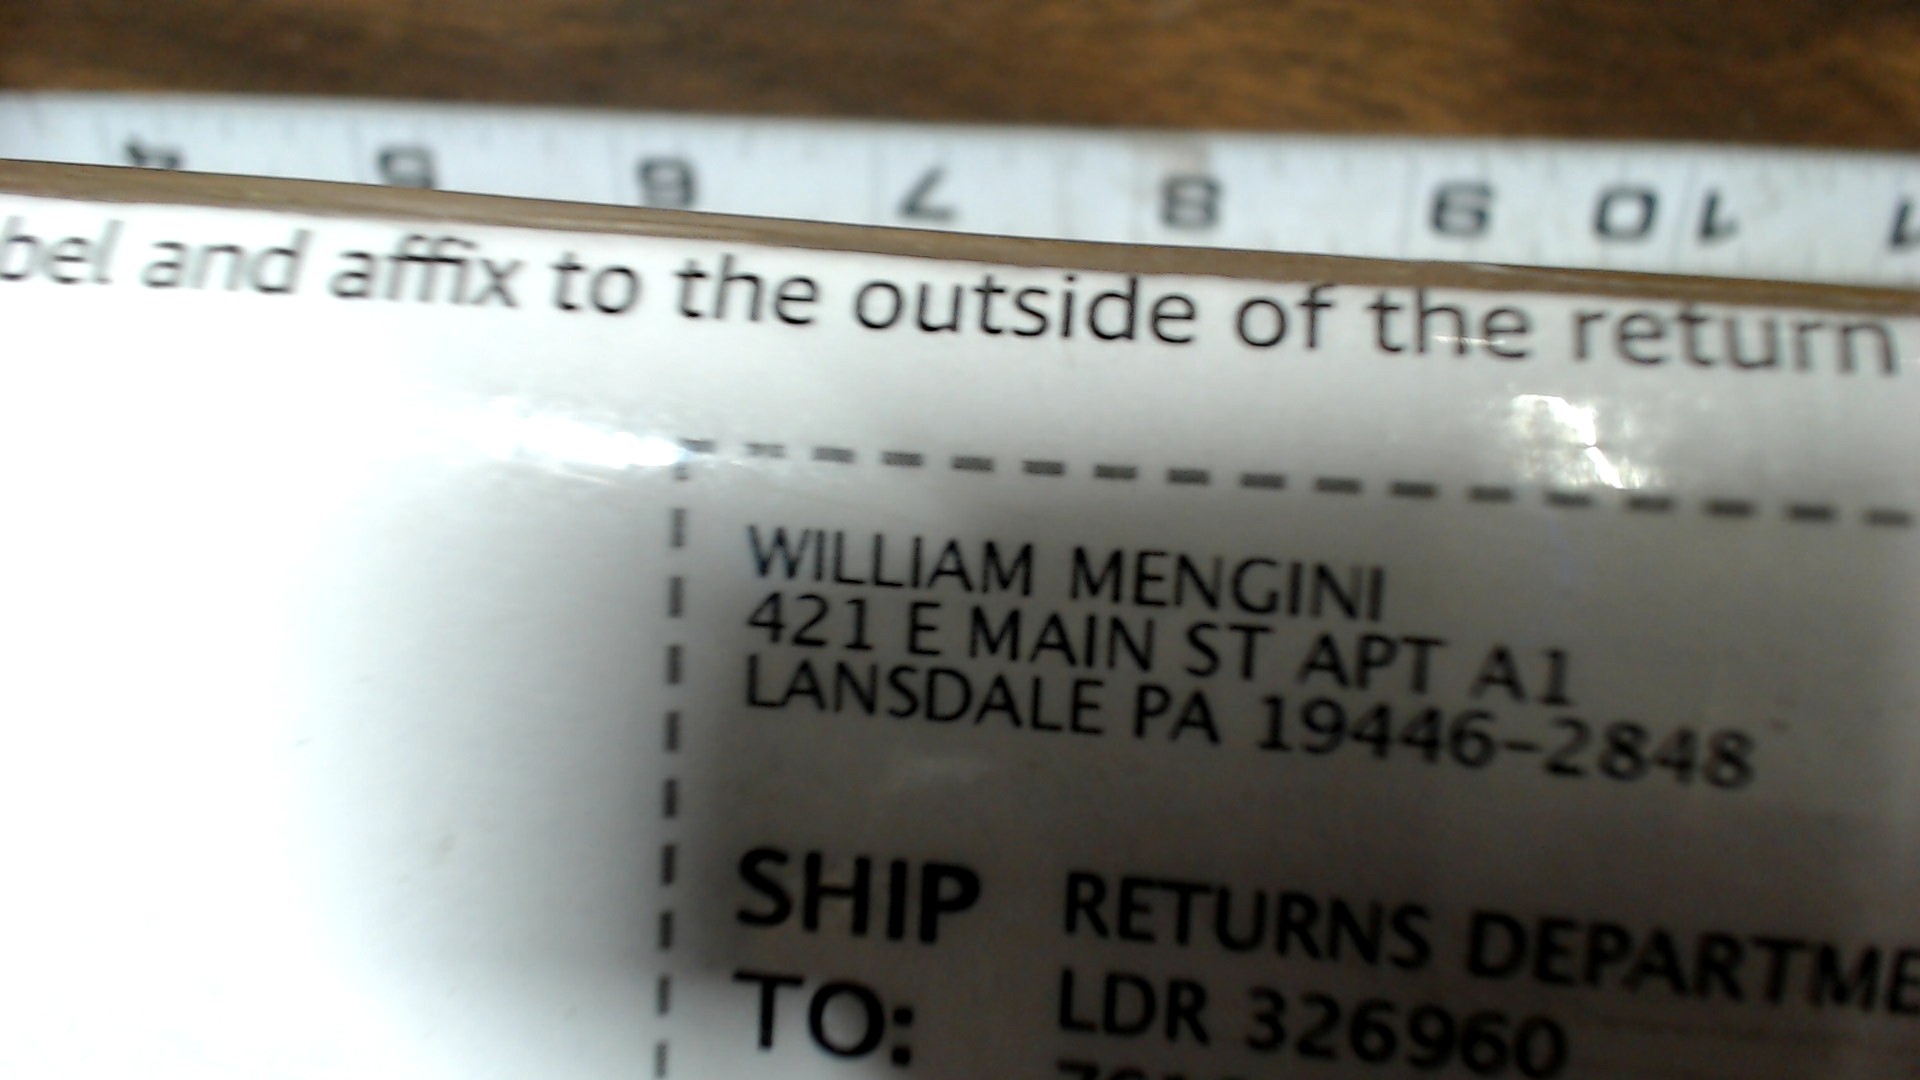 4 5 6 7 8 9 10 1
bel and affix to the outside of the return
WILLIAM MENGINI
421 E MAIN ST APT A1
LANSDALE PA 19446-2848
SHIP TO:
RETURNS DEPARTME
LDR 326960